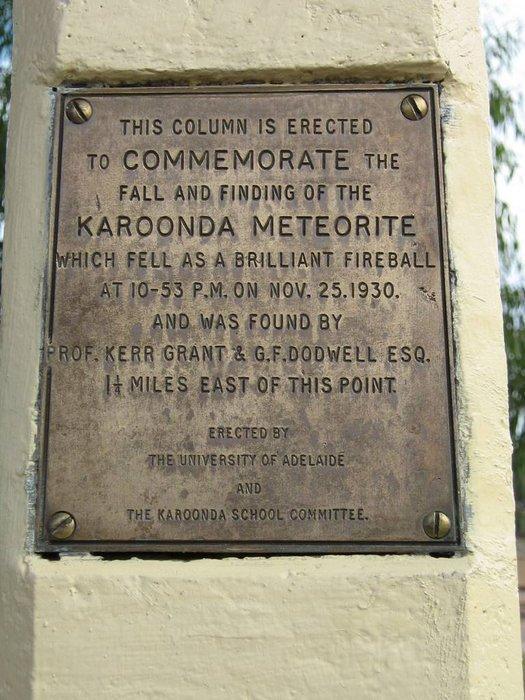 THIS COLUMN IS ERECTED
TO COMMEMORATE THE
FALL AND FINDING OF THE
KAROONDA METEORITE
WHICH FELL AS A BRILLIANT FIREBALL
AT 10-53 P.M. ON NOV. 25.1930.
AND WAS FOUND BY
PROF. KERR GRANT & G.F. DODWELL ESQ.
1¼ MILES EAST OF THIS POINT.
ERECTED BY
THE UNIVERSITY OF ADELAIDE
AND
THE KAROONDA SCHOOL COMMITTEE.